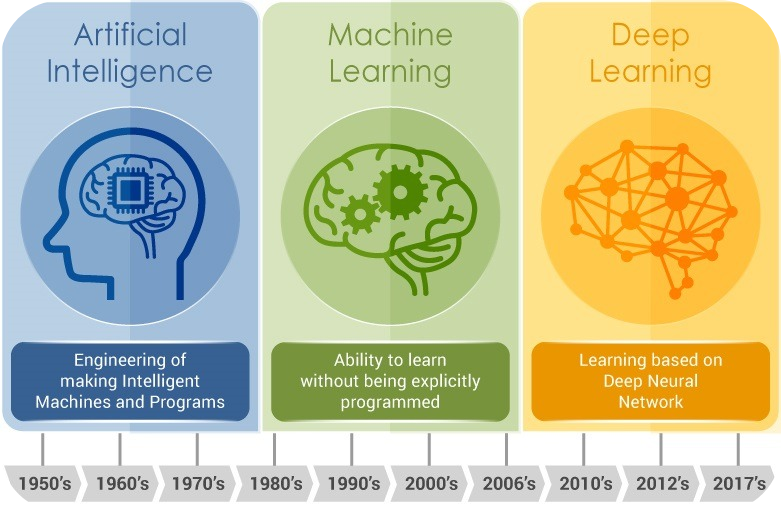 Artificial
Intelligence
Machine
Learning
Deep
Learning
Engineering of
making Intelligent
Machines and Programs
Ability to learn
without being explicitly
programmed
Learning based on
Deep Neural
Network
1950's 1960's 1970's 1980's 1990's 2000's 2006's 2010's 2012's 2017's